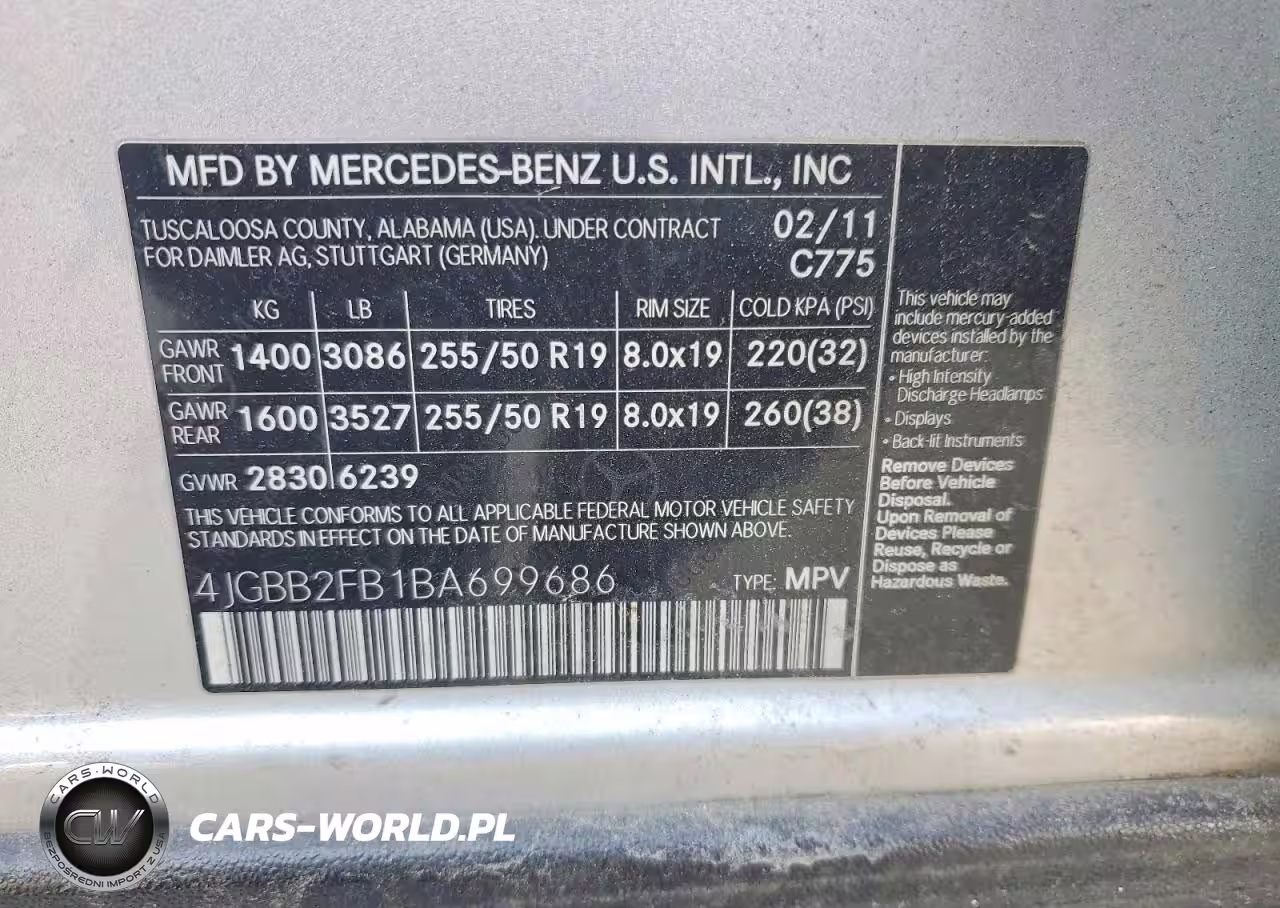 MFD BY MERCEDES-BENZ U.S. INTL., INC
TUSCALOOSA COUNTY, ALABAMA (USA). UNDER CONTRACT
FOR DAIMLER AG, STUTTGART (GERMANY)
02/11
C775
KG LB TIRES RIM SIZE COLD KPA (PSI)
GAWR FRONT 1400 3086 255/50 R19 8.0x19 220(32)
GAWR REAR 1600 3527 255/50 R19 8.0x19 260(38)
GVWR 2830 6239
THIS VEHICLE CONFORMS TO ALL APPLICABLE FEDERAL MOTOR VEHICLE SAFETY
STANDARDS IN EFFECT ON THE DATE OF MANUFACTURE SHOWN ABOVE.
4JGBB2FB1BA699686 TYPE: MPV
This vehicle may
include mercury-added
devices installed by the
manufacturer:
• High Intensity
Discharge Headlamps
• Displays
• Back-lit Instruments
Remove Devices
Before Vehicle
Disposal.
Upon Removal of
Devices Please
Reuse, Recycle or
Dispose as
Hazardous Waste.
CARS-WORLD
CW
BEZPOŚREDNI IMPORT Z USA
CARS-WORLD.PL